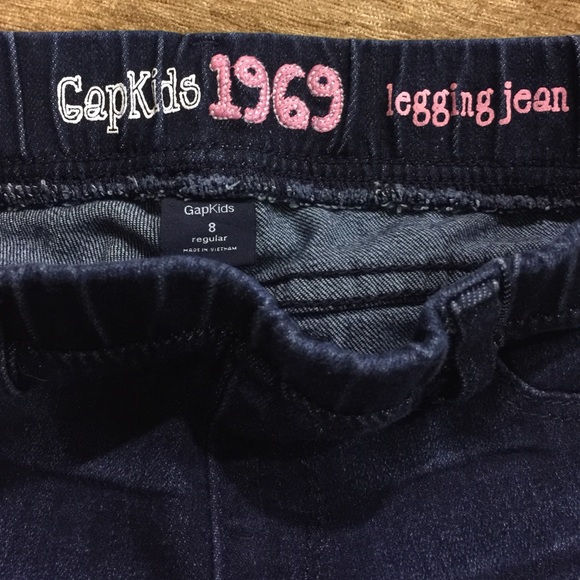 GapKids 1969 legging jean
GapKids
8
regular
MADE IN VIETNAM